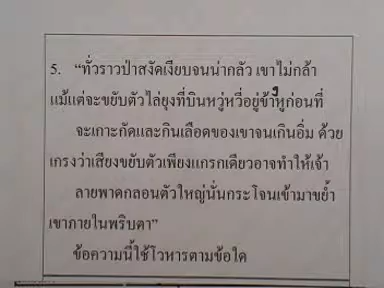 5. “ทั่วราวป่าสงัดเงียบจนน่ากลัว เขาไม่กล้า
แม้แต่จะขยับตัวไล่ยุงที่บินหวู่หวี่อยู่ข้างหูก่อนที่
จะเกาะกัดและกินเลือดของเขาจนเกินอิ่ม ด้วย
เกรงว่าเสียงขยับตัวเพียงแกรกเดียวอาจทำให้เจ้า
ลายพาดกลอนตัวใหญ่นั่นกระโจนเข้ามาขย้ำ
เขาภายในพริบตา”
ข้อความนี้ใช้โวหารตามข้อใด